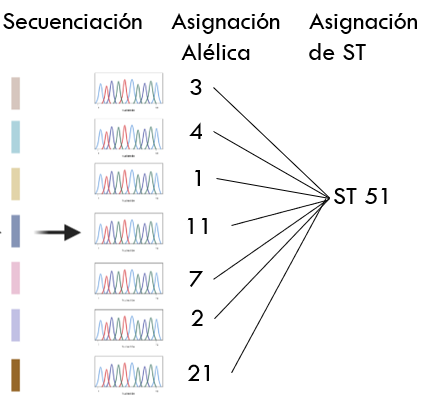 Secuenciación
Asignación
Alélica
Asignación
de ST
3
4
1
11
7
2
21
ST 51